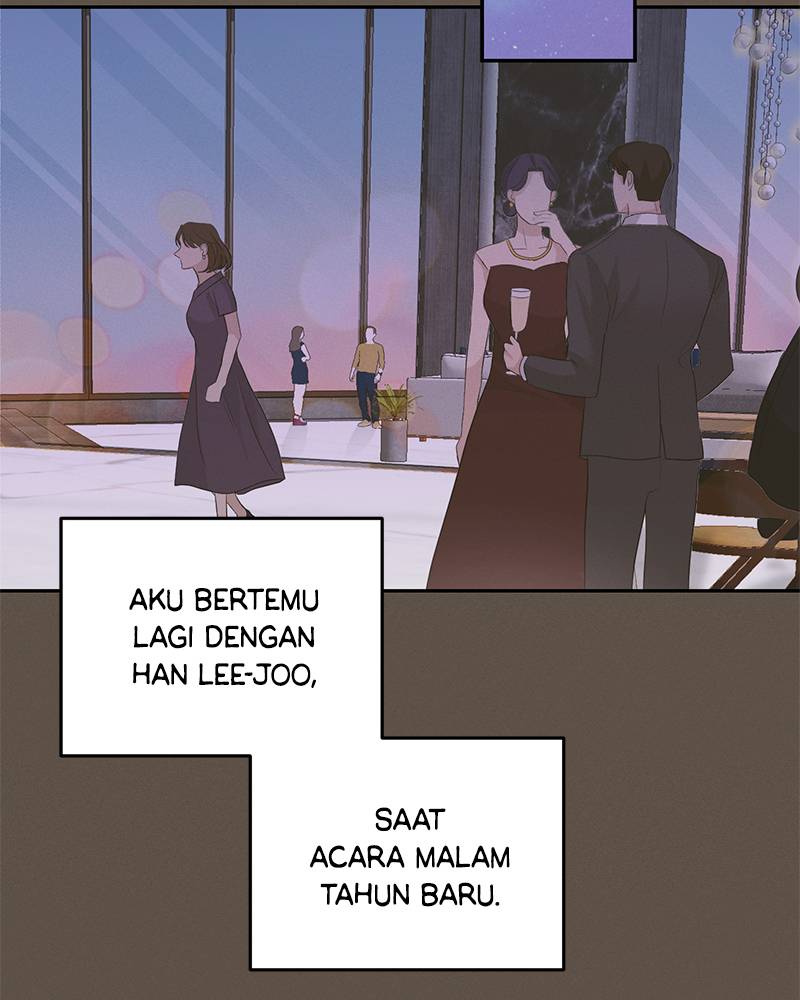 AKU BERTEMU
LAGI DENGAN
HAN LEE-JOO,
SAAT
ACARA MALAM
TAHUN BARU.